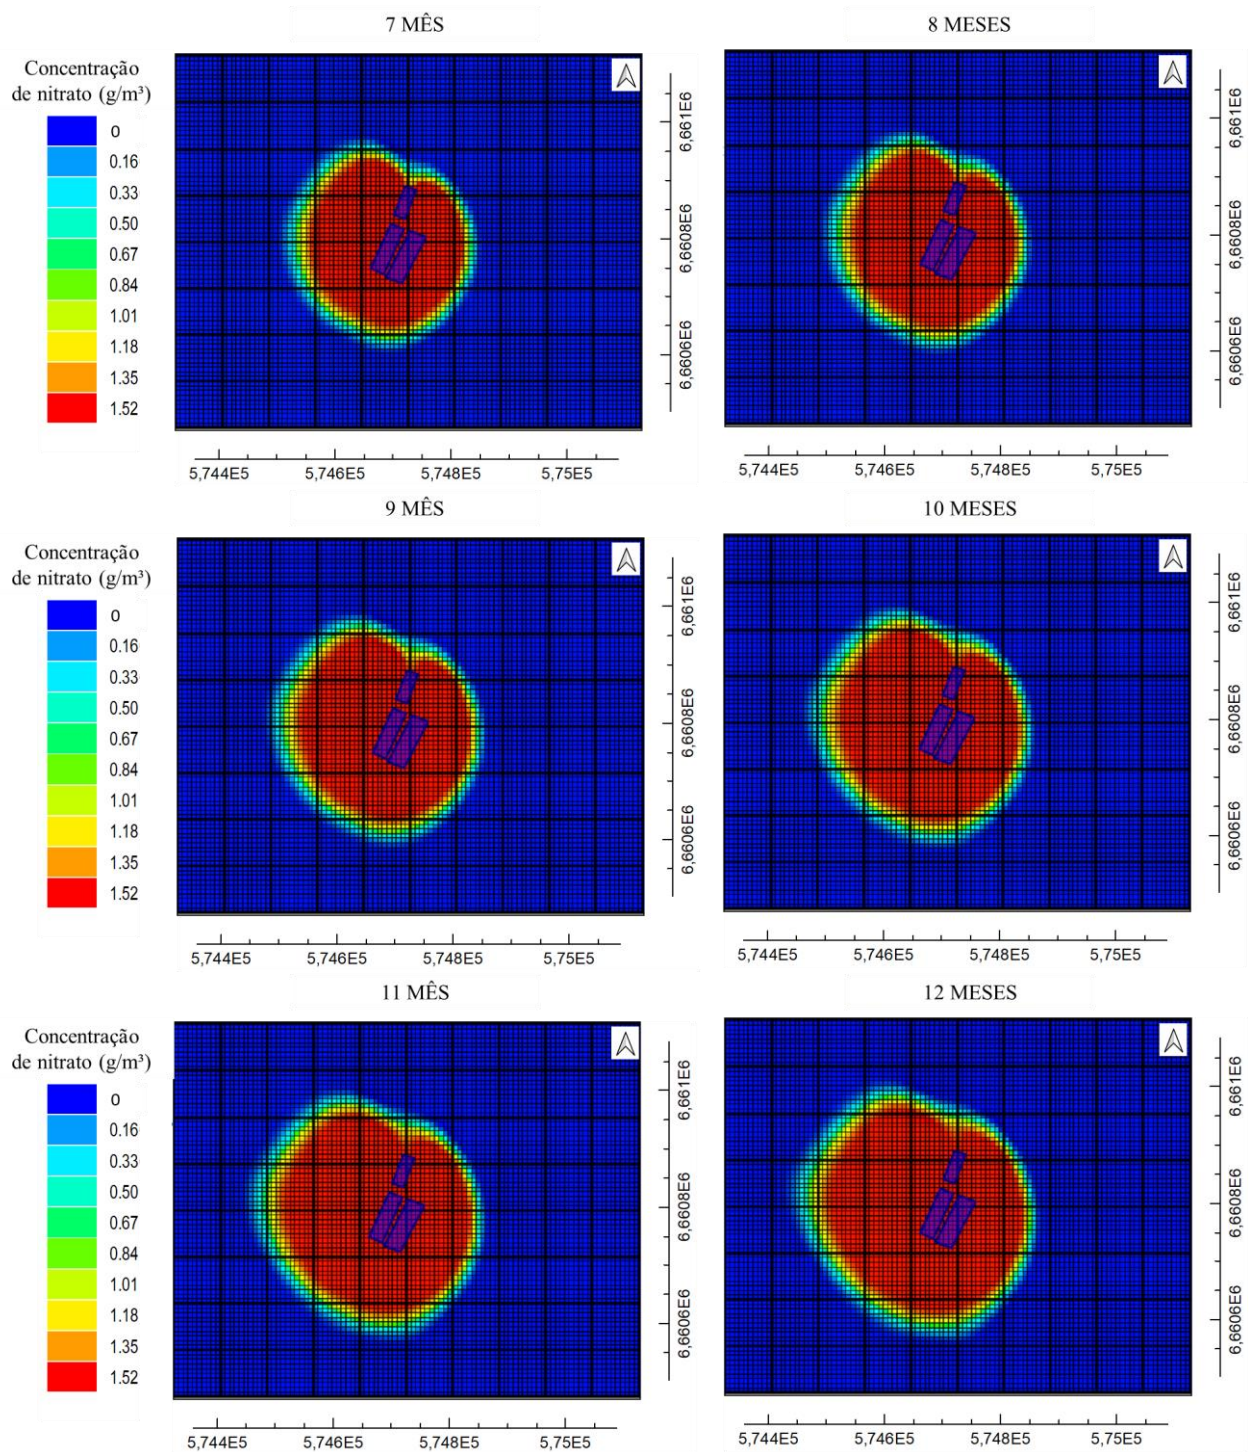 7 MÊS
8 MESES
Concentração
de nitrato (g/m³)
0
0.16
0.33
0.50
0.67
0.84
1.01
1.18
1.35
1.52
6,661E6
6,6608E6
6,6606E6
5,744E5
5,746E5
5,748E5
5,75E5
6,661E6
6,6608E6
6,6606E6
5,744E5
5,746E5
5,748E5
5,75E5
9 MÊS
10 MESES
Concentração
de nitrato (g/m³)
0
0.16
0.33
0.50
0.67
0.84
1.01
1.18
1.35
1.52
6,661E6
6,6608E6
6,6606E6
5,744E5
5,746E5
5,748E5
5,75E5
6,661E6
6,6608E6
6,6606E6
5,744E5
5,746E5
5,748E5
5,75E5
11 MÊS
12 MESES
Concentração
de nitrato (g/m³)
0
0.16
0.33
0.50
0.67
0.84
1.01
1.18
1.35
1.52
6,661E6
6,6608E6
6,6606E6
5,744E5
5,746E5
5,748E5
5,75E5
6,661E6
6,6608E6
6,6606E6
5,744E5
5,746E5
5,748E5
5,75E5